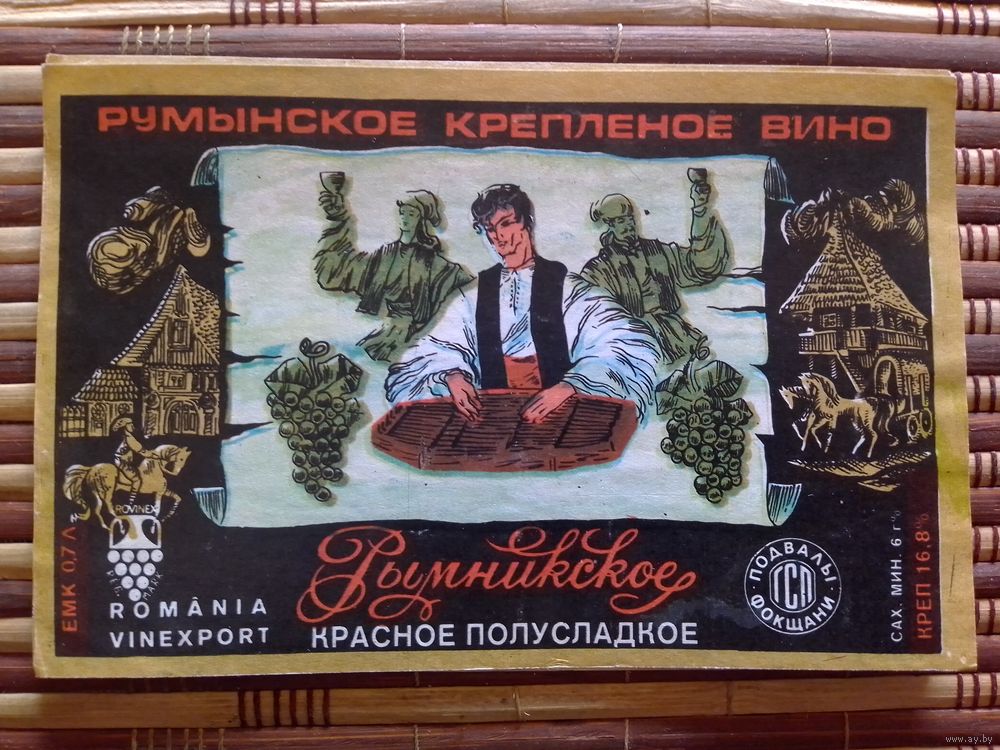 РУМЫНСКОЕ КРЕПЛЕНОЕ ВИНО
ЕМК 0,7 Л
ROVINEX
ROMÂNIA
VINEXPORT
Рымникское
КРАСНОЕ ПОЛУСЛАДКОЕ
ПОДВАЛЫ
ГСП
ФОКЩАНИ
САХ. МИН. 6 г%
КРЕП 16.8%
www.ay.by